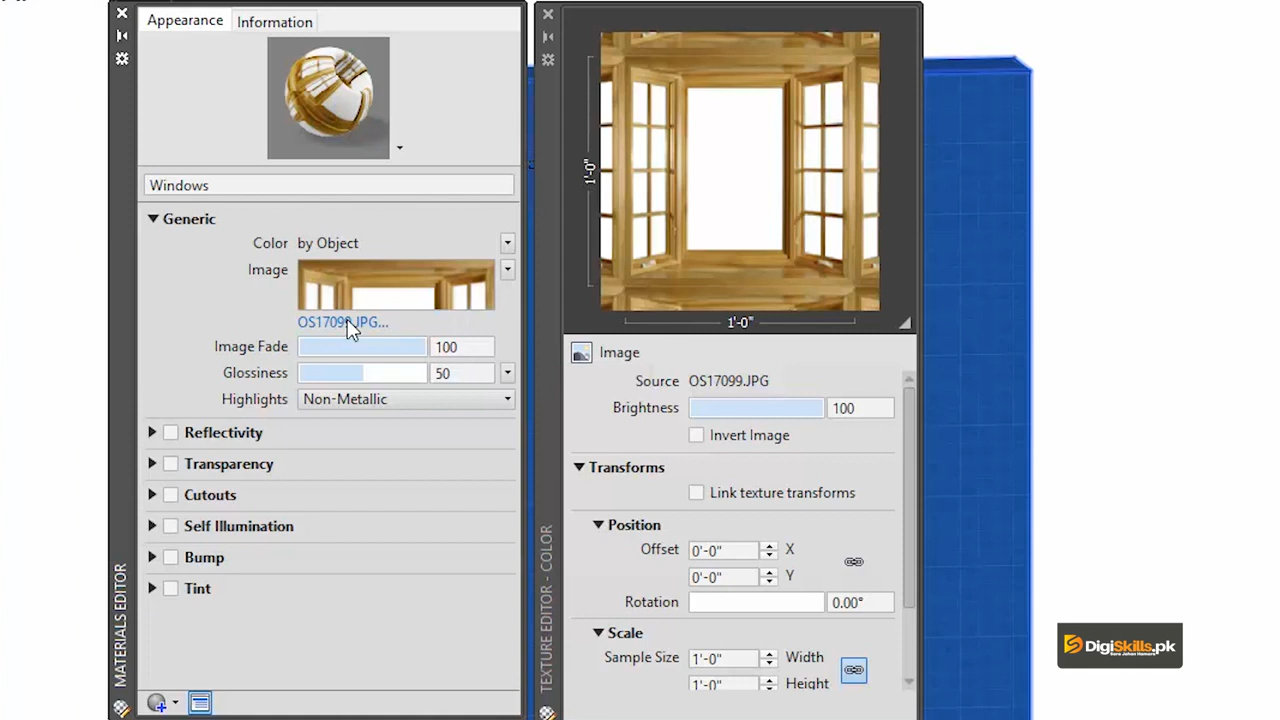 Appearance
Information
Windows
Generic
Color by Object
Image
OS17099.JPG...
Image Fade 100
Glossiness 50
Highlights Non-Metallic
Reflectivity
Transparency
Cutouts
Self Illumination
Bump
Tint
MATERIALS EDITOR
1'-0"
1'-0"
Image
Source OS17099.JPG
Brightness 100
Invert Image
Transforms
Link texture transforms
Position
Offset 0'-0" X
0'-0" Y
Rotation 0.00°
Scale
Sample Size 1'-0" Width
1'-0" Height
TEXTURE EDITOR - COLOR
DigiSkills.pk